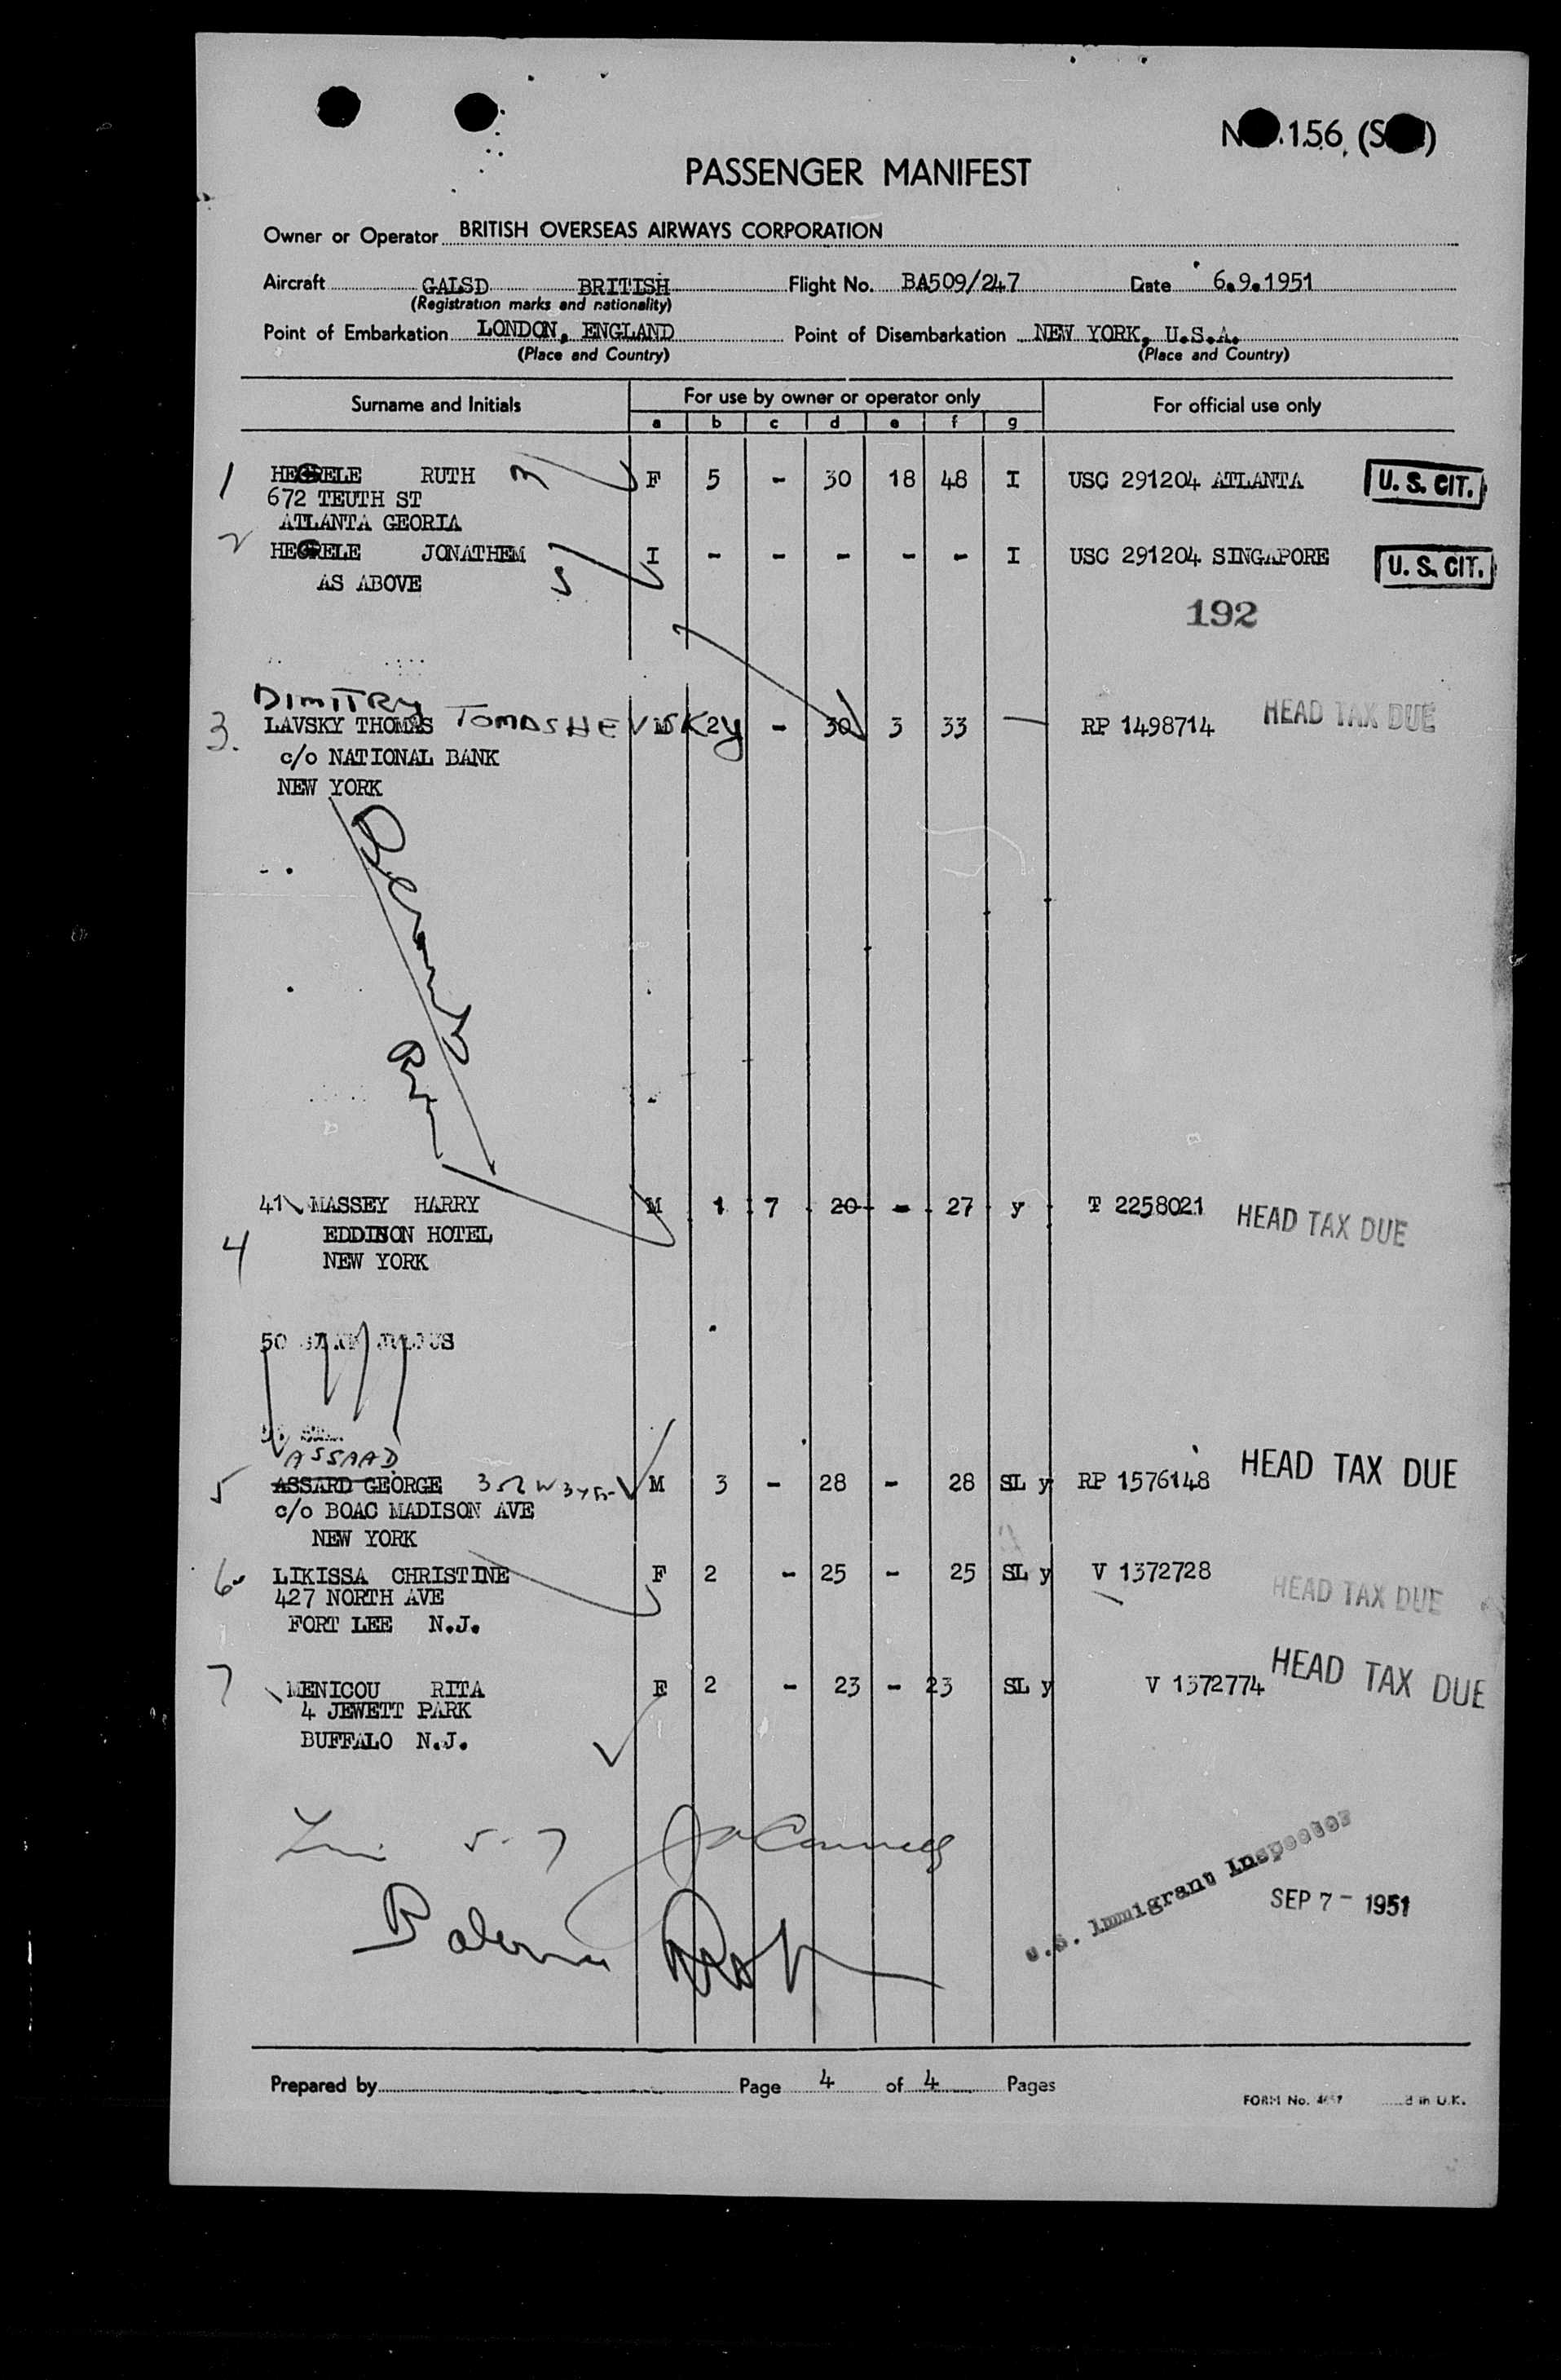 156
PASSENGER MANIFEST
Owner or Operator BRITISH OVERSEAS AIRWAYS CORPORATION
Aircraft GALSD BRITISH Flight No. BA509/247 Date 6.9.1951
(Registration marks and nationality)
Point of Embarkation LONDON, ENGLAND Point of Disembarkation NEW YORK, U.S.A.
(Place and Country) (Place and Country)
Surname and Initials For use by owner or operator only For official use only
a b c d e f g
1 RUTH F 5 - 30 18 48 I USC 291204 ATLANTA U. S. CIT.
672 TEUTH ST
ATLANTA GEORIA
2 JONATHEM I - - - - - I USC 291204 SINGAPORE U. S. CIT.
AS ABOVE
192
DIMITRY
3. LAVSKY THOMAS TOMASHEVSKY - 30 3 33 — RP 1498714 HEAD TAX DUE
c/o NATIONAL BANK
NEW YORK
41 MASSEY HARRY M 1 7 20 - 27 y T 2258021 HEAD TAX DUE
4 EDDISON HOTEL
NEW YORK
50
ASSAAD
5 ASSARD GEORGE M 3 - 28 - 28 SL y RP 1576148 HEAD TAX DUE
c/o BOAC MADISON AVE
NEW YORK
6 LIKISSA CHRISTINE F 2 - 25 - 25 SL y V 1372728 HEAD TAX DUE
427 NORTH AVE
FORT LEE N.J.
7 MENICOU RITA F 2 - 23 - 23 SL y V 1372774 HEAD TAX DUE
4 JEWETT PARK
BUFFALO N.J.
5-7
U.S. Immigrant Inspector
SEP 7 - 1951
Prepared by Page 4 of 4 Pages
FORM No. in U.K.